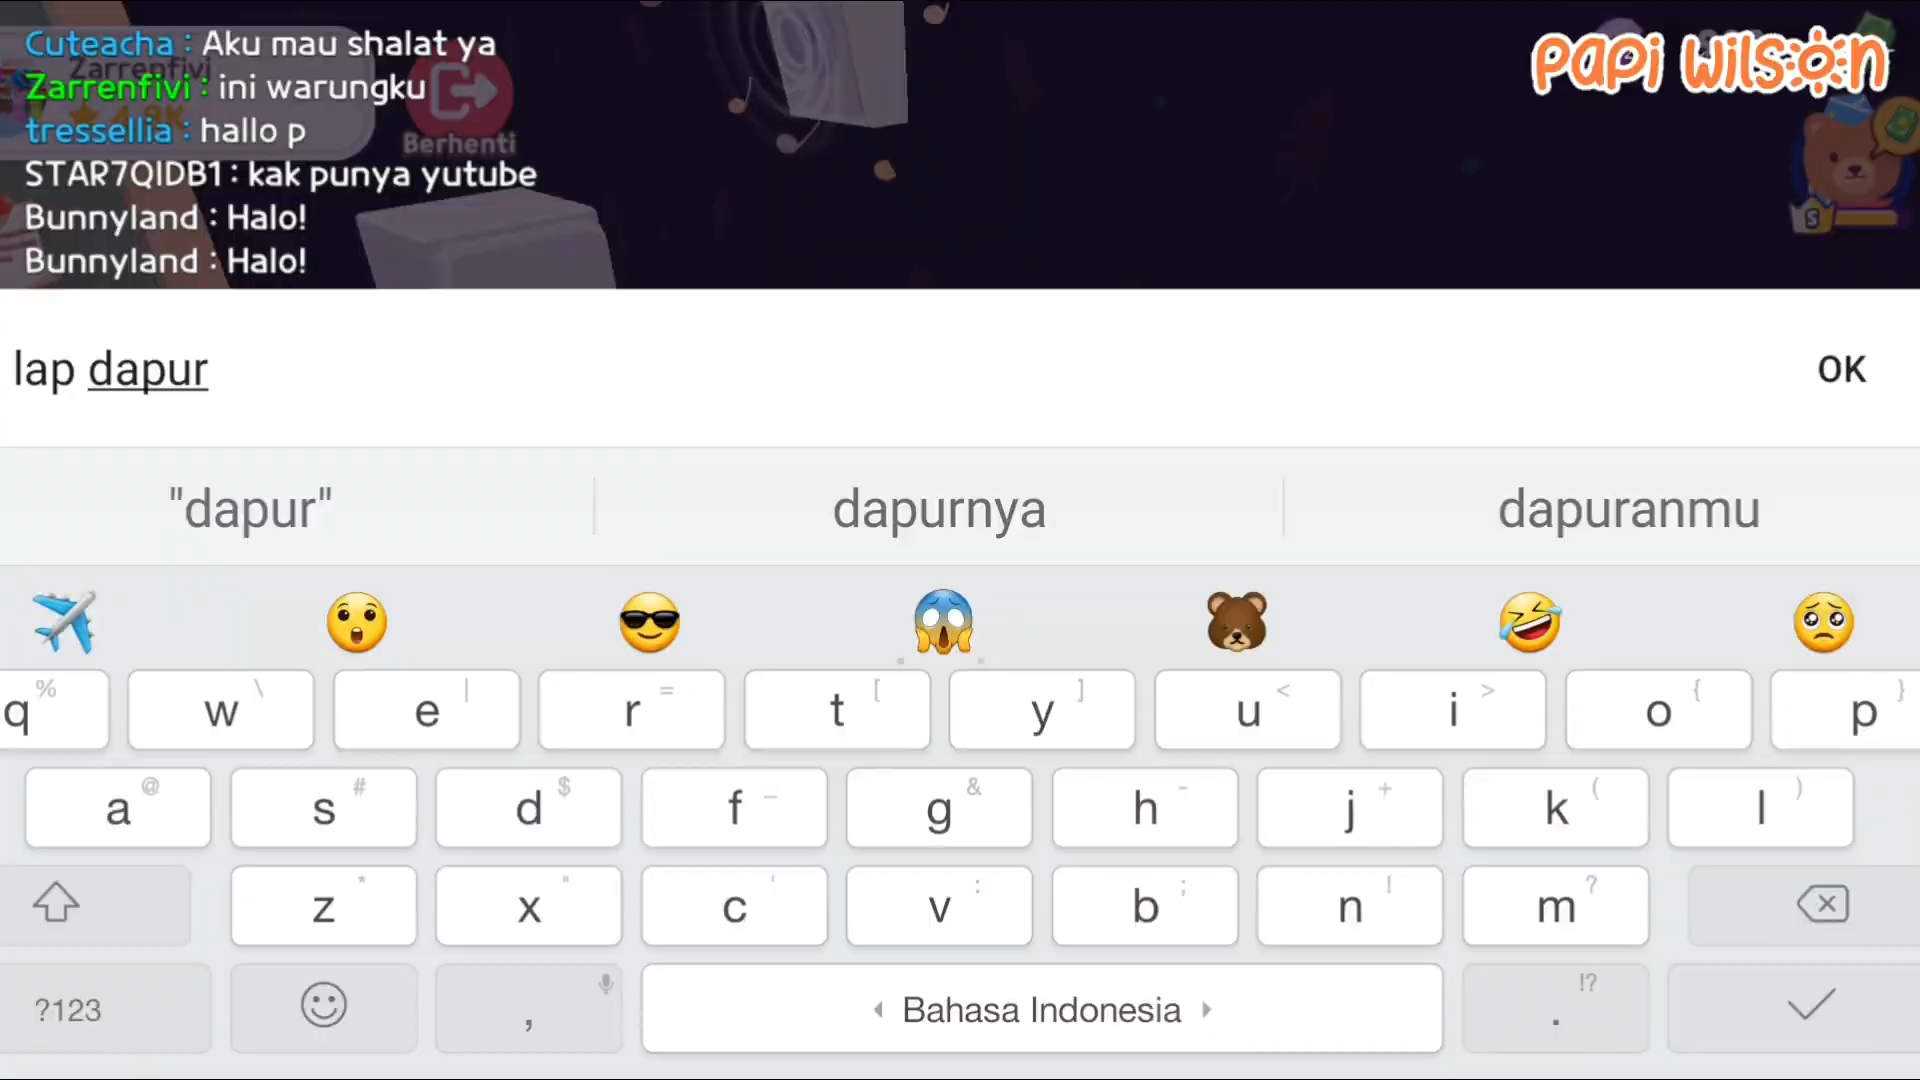 Cuteacha : Aku mau shalat ya
Zarrenfivi
Zarrenfivi : ini warungku
tressellia : hallo p
Berhenti
STAR7QIDB1 : kak punya yutube
Bunnyland : Halo!
Bunnyland : Halo!
papi wilson
S
lap dapur
OK
"dapur" dapurnya dapuranmu
q % w \ e | r = t [ y ] u < i > o { p }
a @ s # d $ f _ g & h - j + k ( l )
z * x " c ' v : b ; n ! m ?
?123 , Bahasa Indonesia . !?